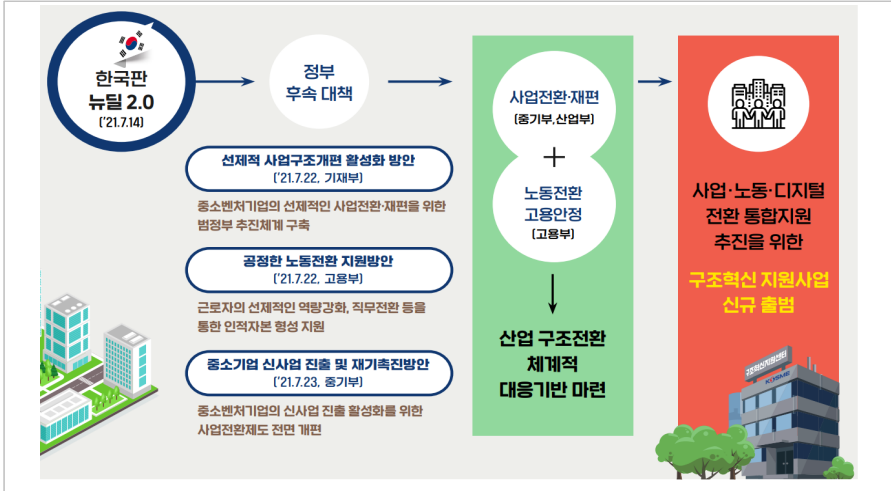 한국판
뉴딜 2.0
('21.7.14)
정부
후속 대책
선제적 사업구조개편 활성화 방안
('21.7.22, 기재부)
중소벤처기업의 선제적인 사업전환·재편을 위한
범정부 추진체계 구축
공정한 노동전환 지원방안
('21.7.22, 고용부)
근로자의 선제적인 역량강화, 직무전환 등을
통한 인적자본 형성 지원
중소기업 신사업 진출 및 재기촉진방안
('21.7.23, 중기부)
중소벤처기업의 신사업 진출 활성화를 위한
사업전환제도 전면 개편
사업전환·재편
(중기부,산업부)
+
노동전환
고용안정
(고용부)
산업 구조전환
체계적
대응기반 마련
사업·노동·디지털
전환 통합지원
추진을 위한
구조혁신 지원사업
신규 출범
구조혁신지원센터
KOSME